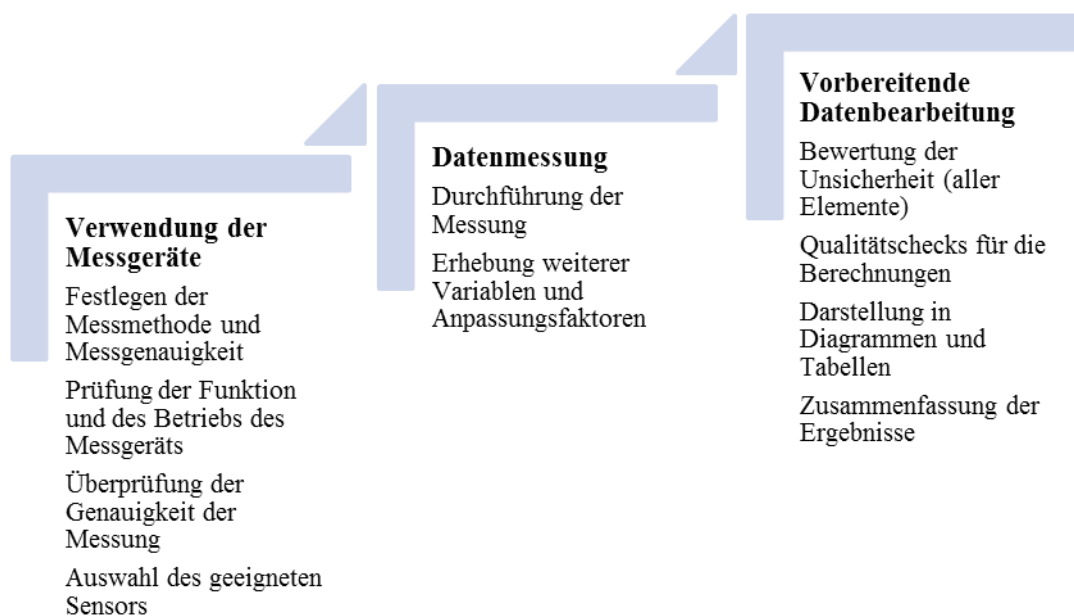 Verwendung der
Messgeräte
Festlegen der
Messmethode und
Messgenauigkeit
Prüfung der Funktion
und des Betriebs des
Messgeräts
Überprüfung der
Genauigkeit der
Messung
Auswahl des geeigneten
Sensors
Datenmessung
Durchführung der
Messung
Erhebung weiterer
Variablen und
Anpassungsfaktoren
Vorbereitende
Datenbearbeitung
Bewertung der
Unsicherheit (aller
Elemente)
Qualitätschecks für die
Berechnungen
Darstellung in
Diagrammen und
Tabellen
Zusammenfassung der
Ergebnisse